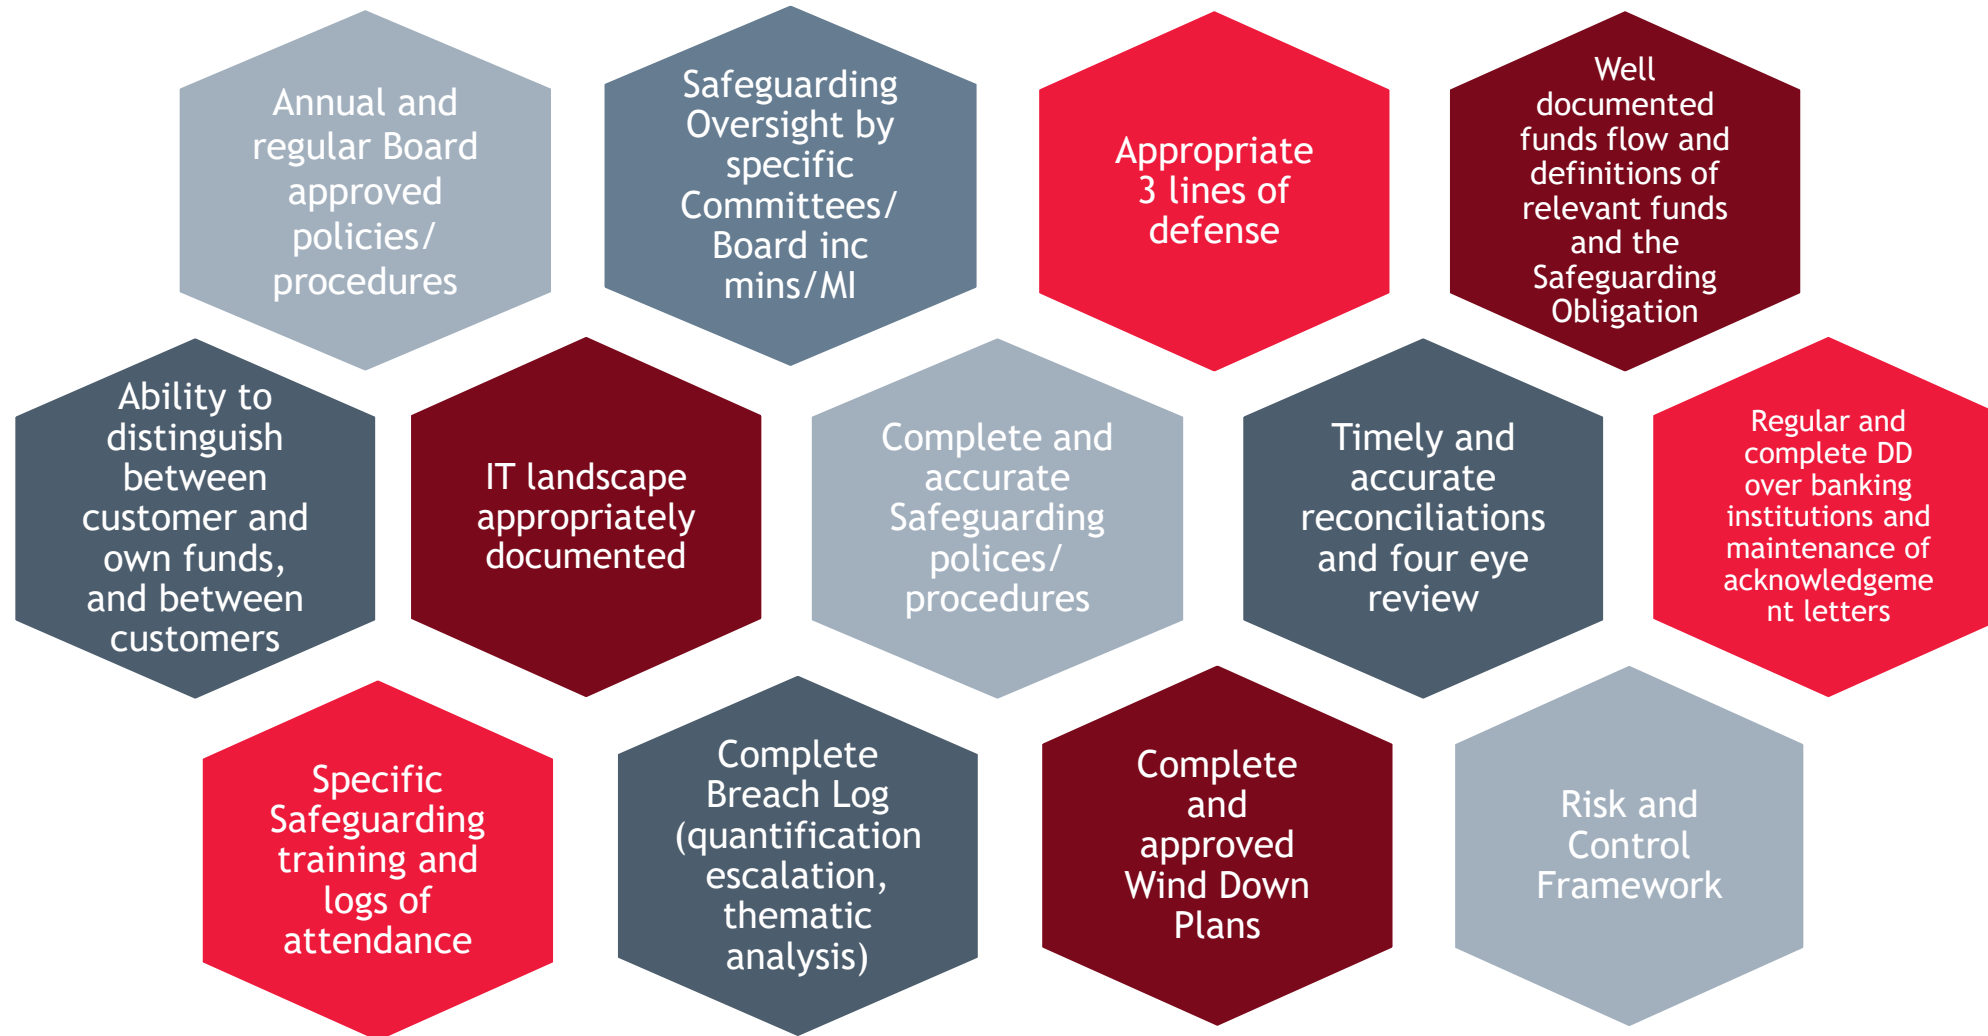 Annual and
regular Board
approved
policies/
procedures
Safeguarding
Oversight by
specific
Committees/
Board inc
mins/MI
Appropriate
3 lines of
defense
Well
documented
funds flow and
definitions of
relevant funds
and the
Safeguarding
Obligation
Ability to
distinguish
between
customer and
own funds,
and between
customers
IT landscape
appropriately
documented
Complete and
accurate
Safeguarding
polices/
procedures
Timely and
accurate
reconciliations
and four eye
review
Regular and
complete DD
over banking
institutions and
maintenance of
acknowledgeme
nt letters
Specific
Safeguarding
training and
logs of
attendance
Complete
Breach Log
(quantification
escalation,
thematic
analysis)
Complete
and
approved
Wind Down
Plans
Risk and
Control
Framework